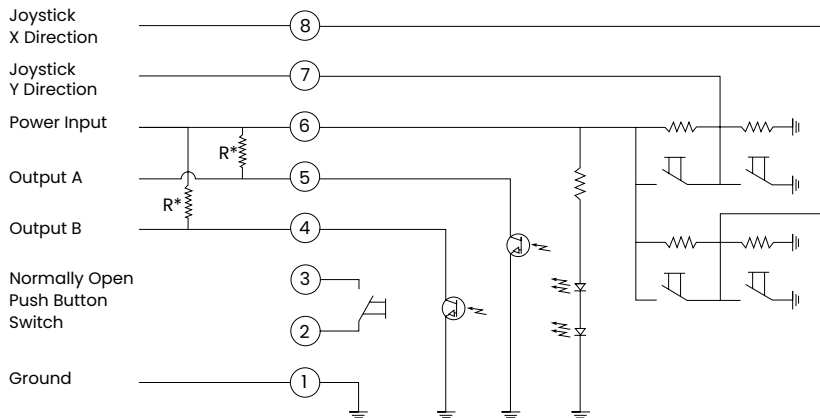 Joystick
X Direction
8
Joystick
Y Direction
7
Power Input
6
R*
Output A
5
R*
Output B
4
Normally Open
Push Button
Switch
3
2
Ground
1